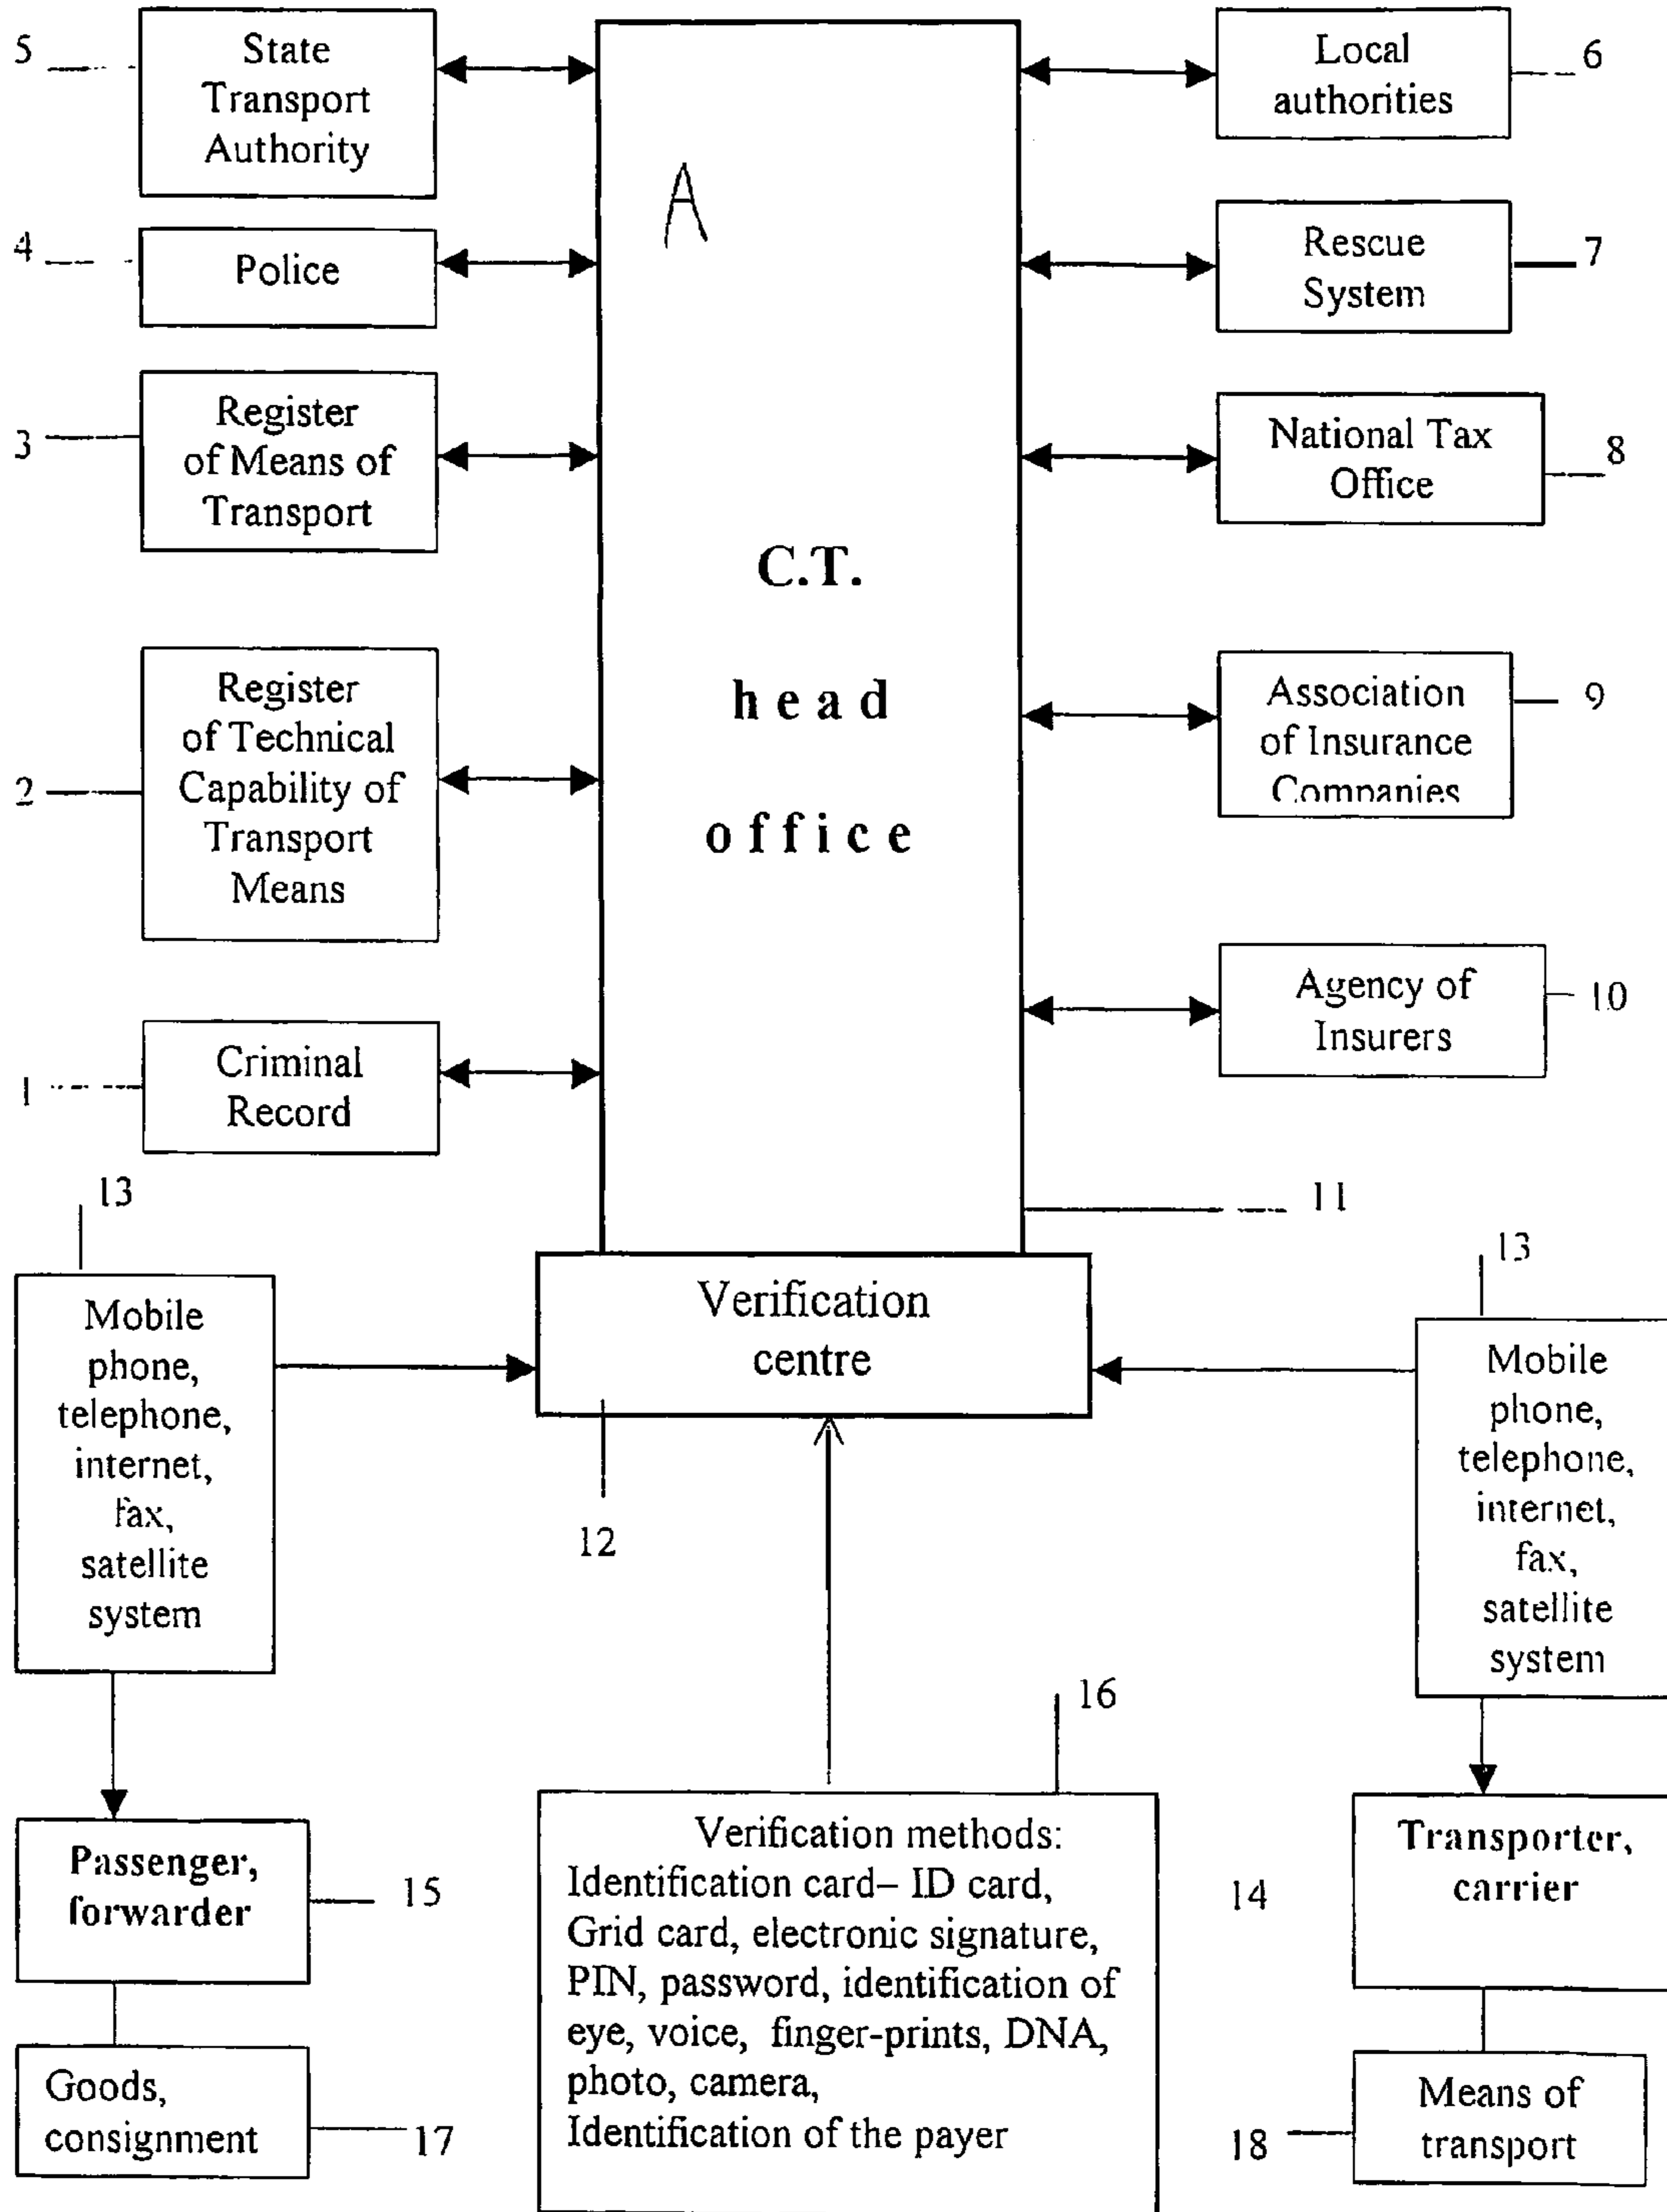 5
State
Transport
Authority
Local
authorities
6
A
4
Police
Rescue
System
7
3
Register
of Means of
Transport
National Tax
Office
8
C.T.
head
office
2
Register
of Technical
Capability of
Transport
Means
Association
of Insurance
Companies
9
Agency of
Insurers
10
1
Criminal
Record
13
11
Verification
centre
12
13
Mobile
phone,
telephone,
internet,
fax,
satellite
system
Mobile
phone,
telephone,
internet,
fax,
satellite
system
16
Passenger,
forwarder
15
Verification methods:
Identification card– ID card,
Grid card, electronic signature,
PIN, password, identification of
eye, voice, finger-prints, DNA,
photo, camera,
Identification of the payer
14
Transporter,
carrier
Goods,
consignment
17
18
Means of
transport